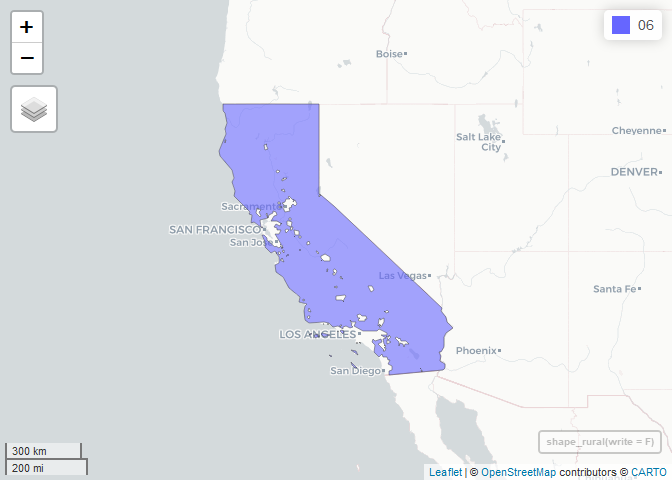 +
−
06
Boise
Salt Lake
City
Cheyenne
DENVER
Sacramento
SAN FRANCISCO
San Jose
Las Vegas
Santa Fe
LOS ANGELES
Phoenix
San Diego
shape_rural(write = F)
300 km
200 mi
Leaflet | © OpenStreetMap contributors © CARTO